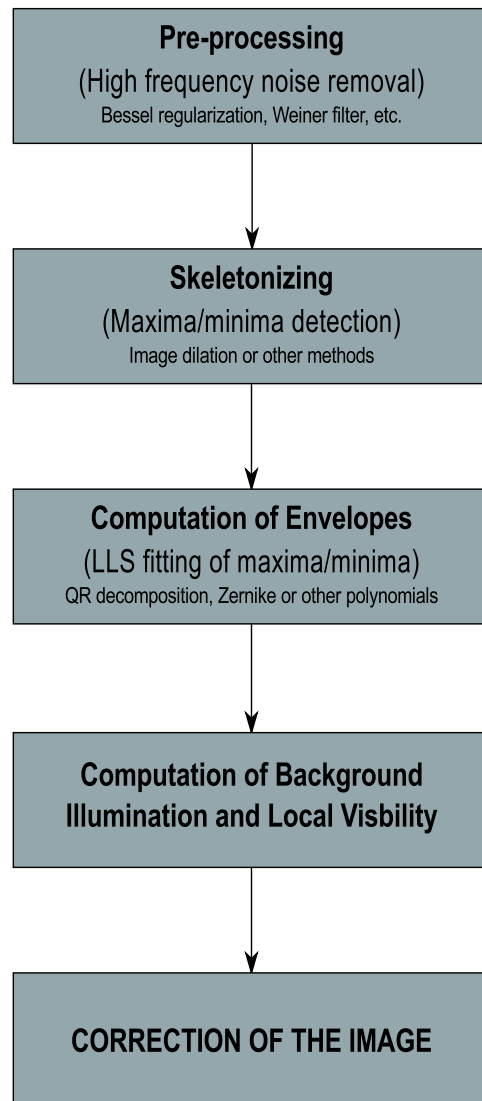 Pre-processing
(High frequency noise removal)
Bessel regularization, Weiner filter, etc.
Skeletonizing
(Maxima/minima detection)
Image dilation or other methods
Computation of Envelopes
(LLS fitting of maxima/minima)
QR decomposition, Zernike or other polynomials
Computation of Background
Illumination and Local Visbility
CORRECTION OF THE IMAGE